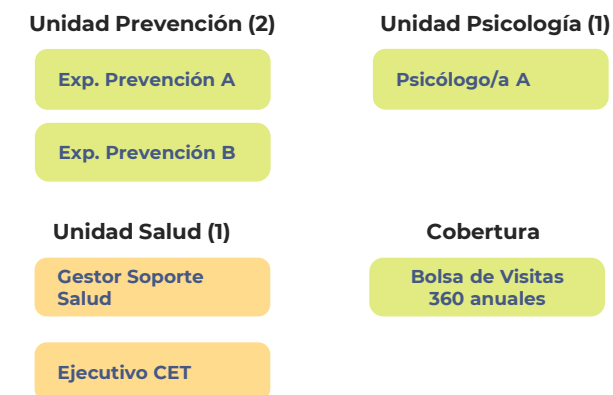 Unidad Prevención (2)
Exp. Prevención A
Exp. Prevención B
Unidad Psicología (1)
Psicólogo/a A
Unidad Salud (1)
Gestor Soporte
Salud
Ejecutivo CET
Cobertura
Bolsa de Visitas
360 anuales